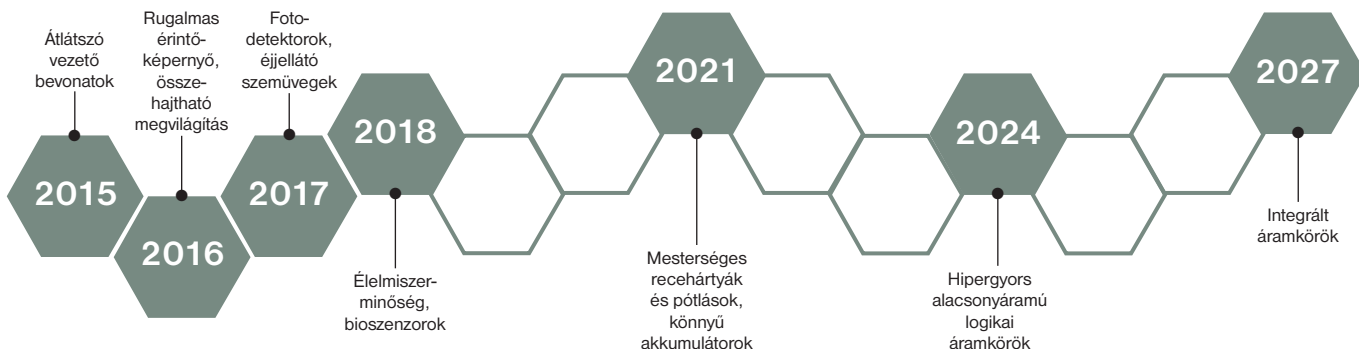 Átlátszó
vezető
bevonatok
2015
Rugalmas
érintő-
képernyő,
össze-
hajtható
megvilágítás
2016
Foto-
detektorok,
éjjellátó
szemüvegek
2017
2018
Élelmiszer-
minőség,
bioszenzorok
2021
Mesterséges
recehártyák
és pótlások,
könnyű
akkumulátorok
2024
Hipergyors
alacsonyáramú
logikai
áramkörök
2027
Integrált
áramkörök